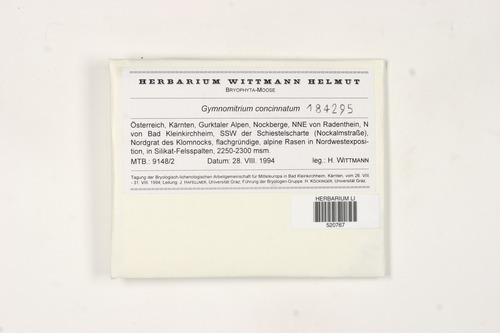 HERBARIUM WITTMANN HELMUT
BRYOPHYTA-MOOSE
Gymnomitrium concinnatum 184295
Österreich, Kärnten, Gurktaler Alpen, Nockberge, NNE von Radenthein, N
von Bad Kleinkirchheim, SSW der Schiestelscharte (Nockalmstraße),
Nordgrat des Klomnocks, flachgründige, alpine Rasen in Nordwestexposi-
tion, in Silikat-Felsspalten, 2250-2300 msm
MTB.: 9148/2 Datum: 28. VIII. 1994 leg.: H. WITTMANN
Tagung der Bryologisch-lichenologischen Arbeitsgemeinschaft für Mitteleuropa in Bad Kleinkirchheim, Kärnten, vom 26. VIII.
- 31. VIII. 1994; Leitung: J. HAFELLNER, Universität Graz; Führung der Bryologen-Gruppe: H. KÖCKINGER, Universität Graz.
HERBARIUM LI
520767